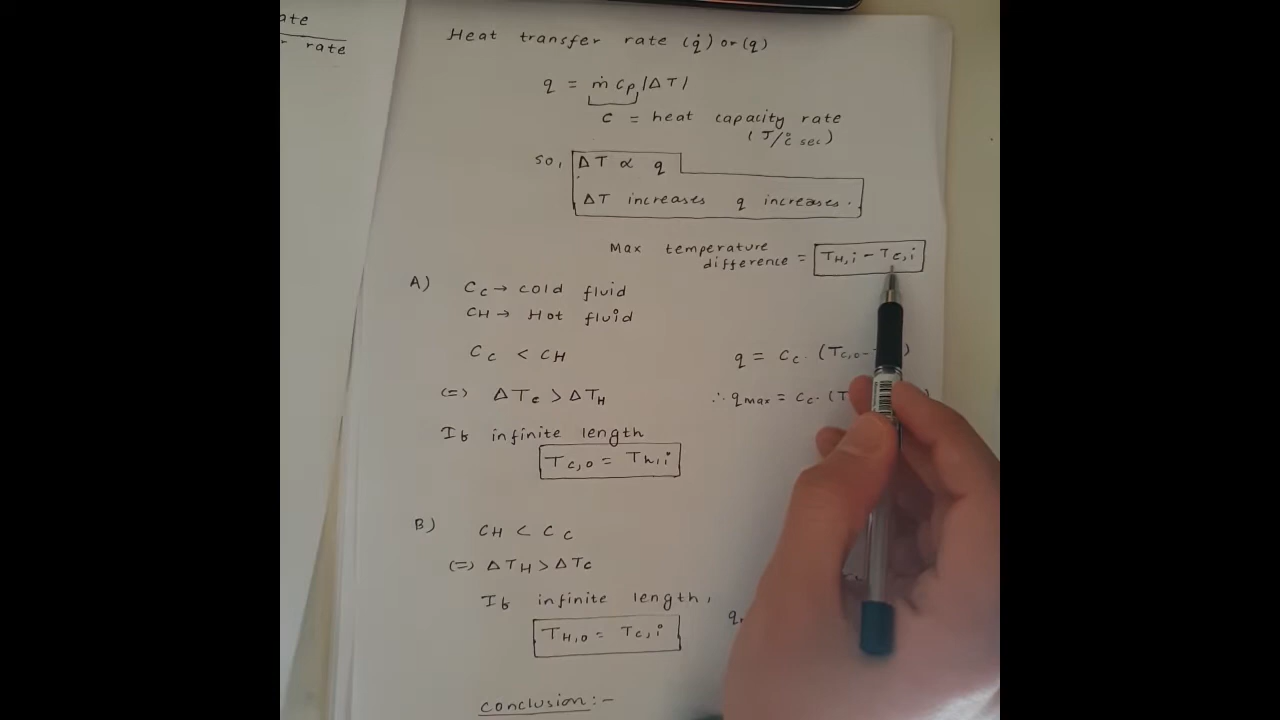 ate
r rate
Heat transfer rate (q̇) or (q)
q = ṁ cp |ΔT|
C = heat capacity rate
(J/°c sec)
so, ΔT ∝ q
ΔT increases q increases.
Max temperature
difference = TH,i - Tc,i
A) Cc → cold fluid
CH → Hot fluid
Cc < CH
q = Cc. (Tc,o - )
(=) ΔTc > ΔTH
∴ qmax = Cc. (T )
If infinite length
Tc,o = Th,i
B) CH < Cc
(=) ΔTH > ΔTc
If infinite length,
q
TH,o = Tc,i
conclusion :-